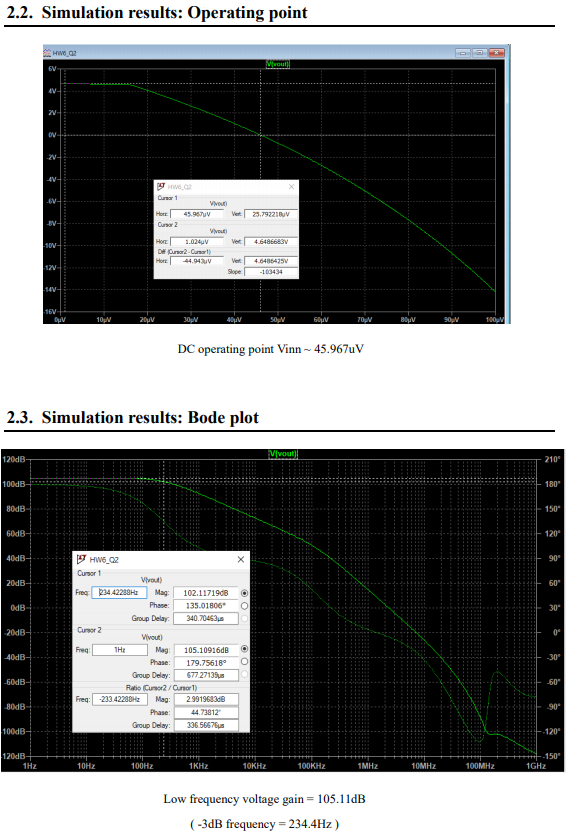 2.2. Simulation results: Operating point
HW6_Q2
V(vout)
6V
4V
2V
0V
-2V
-4V
-6V
-8V
-10V
-12V
-14V
-16V
HW6_Q2
Cursor 1
V(vout)
Horz: 45.967µV Vert: 25.792218µV
Cursor 2
V(vout)
Horz: 1.024µV Vert: 4.6486683V
Diff (Cursor2 - Cursor1)
Horz: -44.943µV Vert: 4.6486425V
Slope: -103434
0µV 10µV 20µV 30µV 40µV 50µV 60µV 70µV 80µV 90µV 100µV
DC operating point Vinn ~ 45.967uV
2.3. Simulation results: Bode plot
V(vout)
120dB 210°
100dB 180°
80dB 150°
60dB 120°
40dB 90°
20dB 60°
0dB 30°
-20dB 0°
-40dB -30°
-60dB -60°
-80dB -90°
-100dB -120°
-120dB -150°
HW6_Q2
Cursor 1
V(vout)
Freq: 234.42288Hz Mag: 102.11719dB
Phase: 135.01806°
Group Delay: 340.70463µs
Cursor 2
V(vout)
Freq: 1Hz Mag: 105.10916dB
Phase: 179.75618°
Group Delay: 677.27139µs
Ratio (Cursor2 / Cursor1)
Freq: -233.42288Hz Mag: 2.9919683dB
Phase: 44.73812°
Group Delay: 336.56676µs
1Hz 10Hz 100Hz 1KHz 10KHz 100KHz 1MHz 10MHz 100MHz 1GHz
Low frequency voltage gain = 105.11dB
( -3dB frequency = 234.4Hz )